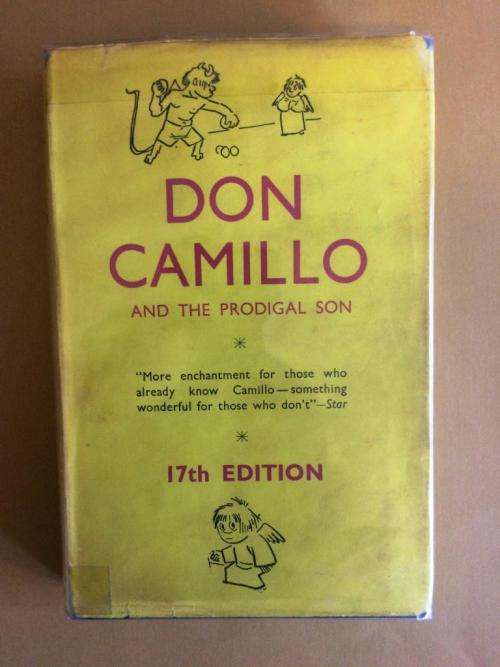 DON
CAMILLO
AND THE PRODIGAL SON
"More enchantment for those who
already know Camillo—something
wonderful for those who don't"—Star
17th EDITION